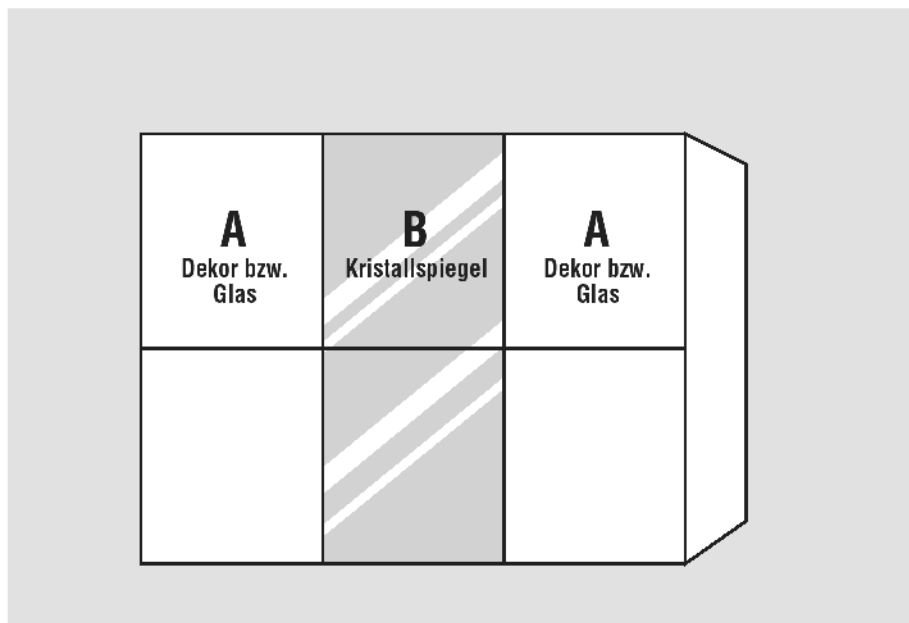 A
Dekor bzw.
Glas
B
Kristallspiegel
A
Dekor bzw.
Glas